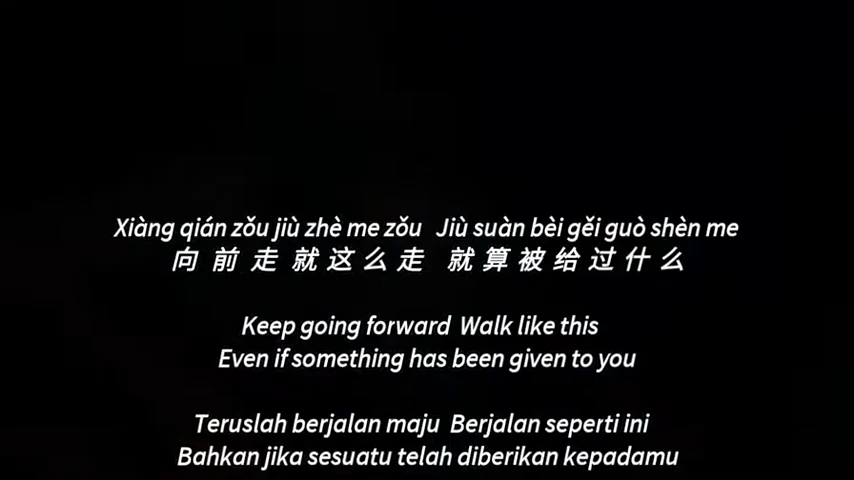 Xiàng qián zǒu jiù zhè me zǒu Jiù suàn bèi gěi guò shèn me
向前走就这么走 就算被给过什么
Keep going forward Walk like this
Even if something has been given to you
Teruslah berjalan maju Berjalan seperti ini
Bahkan jika sesuatu telah diberikan kepadamu